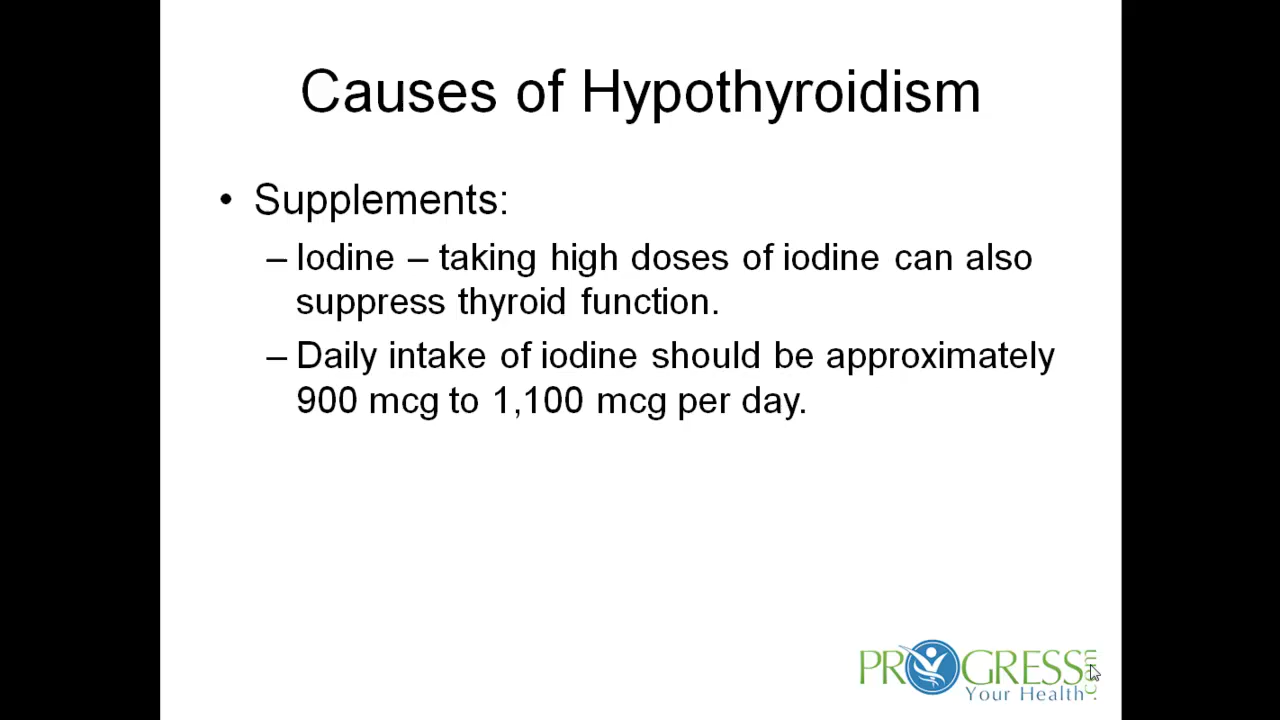 Causes of Hypothyroidism
• Supplements:
– Iodine – taking high doses of iodine can also
suppress thyroid function.
– Daily intake of iodine should be approximately
900 mcg to 1,100 mcg per day.
PROGRESS
Your Health .com